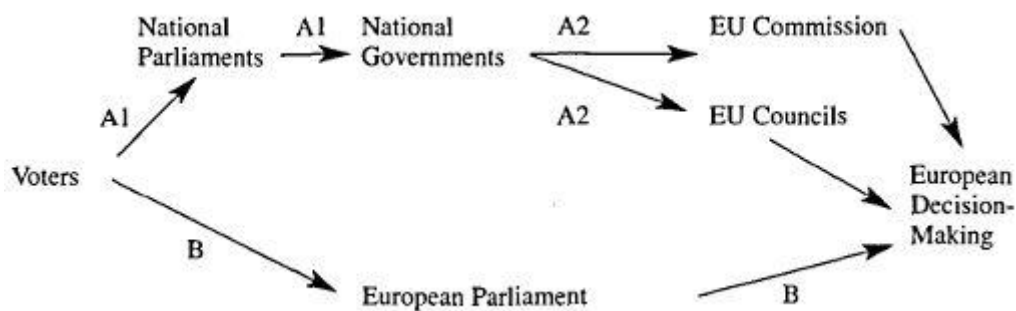 National
Parliaments
A1
National
Governments
A2
EU Commission
A1
A2
EU Councils
Voters
European
Decision-
Making
B
European Parliament
B